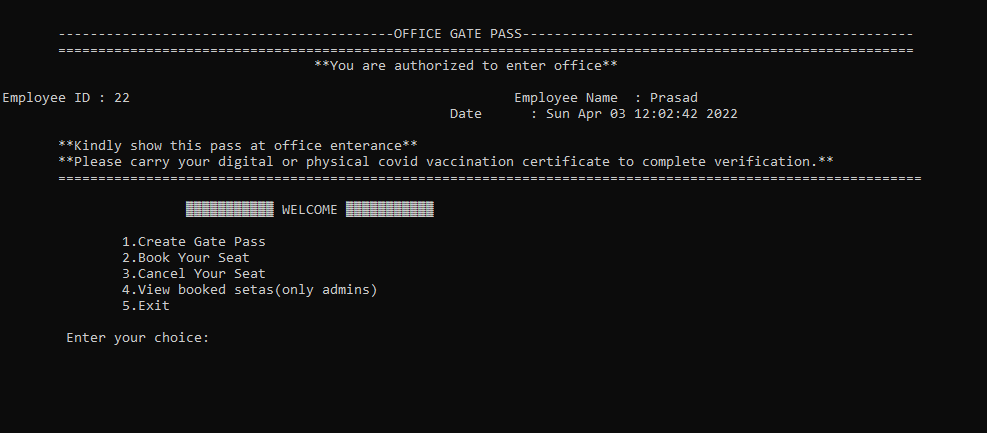 ------------------------------------------OFFICE GATE PASS-------------------------------------------------
===========================================================================================================
**You are authorized to enter office**
Employee ID : 22 Employee Name : Prasad
Date : Sun Apr 03 12:02:42 2022
**Kindly show this pass at office enterance**
**Please carry your digital or physical covid vaccination certificate to complete verification.**
============================================================================================================
▒▒▒▒▒▒▒▒▒▒▒ WELCOME ▒▒▒▒▒▒▒▒▒▒▒
1.Create Gate Pass
2.Book Your Seat
3.Cancel Your Seat
4.View booked setas(only admins)
5.Exit
Enter your choice: